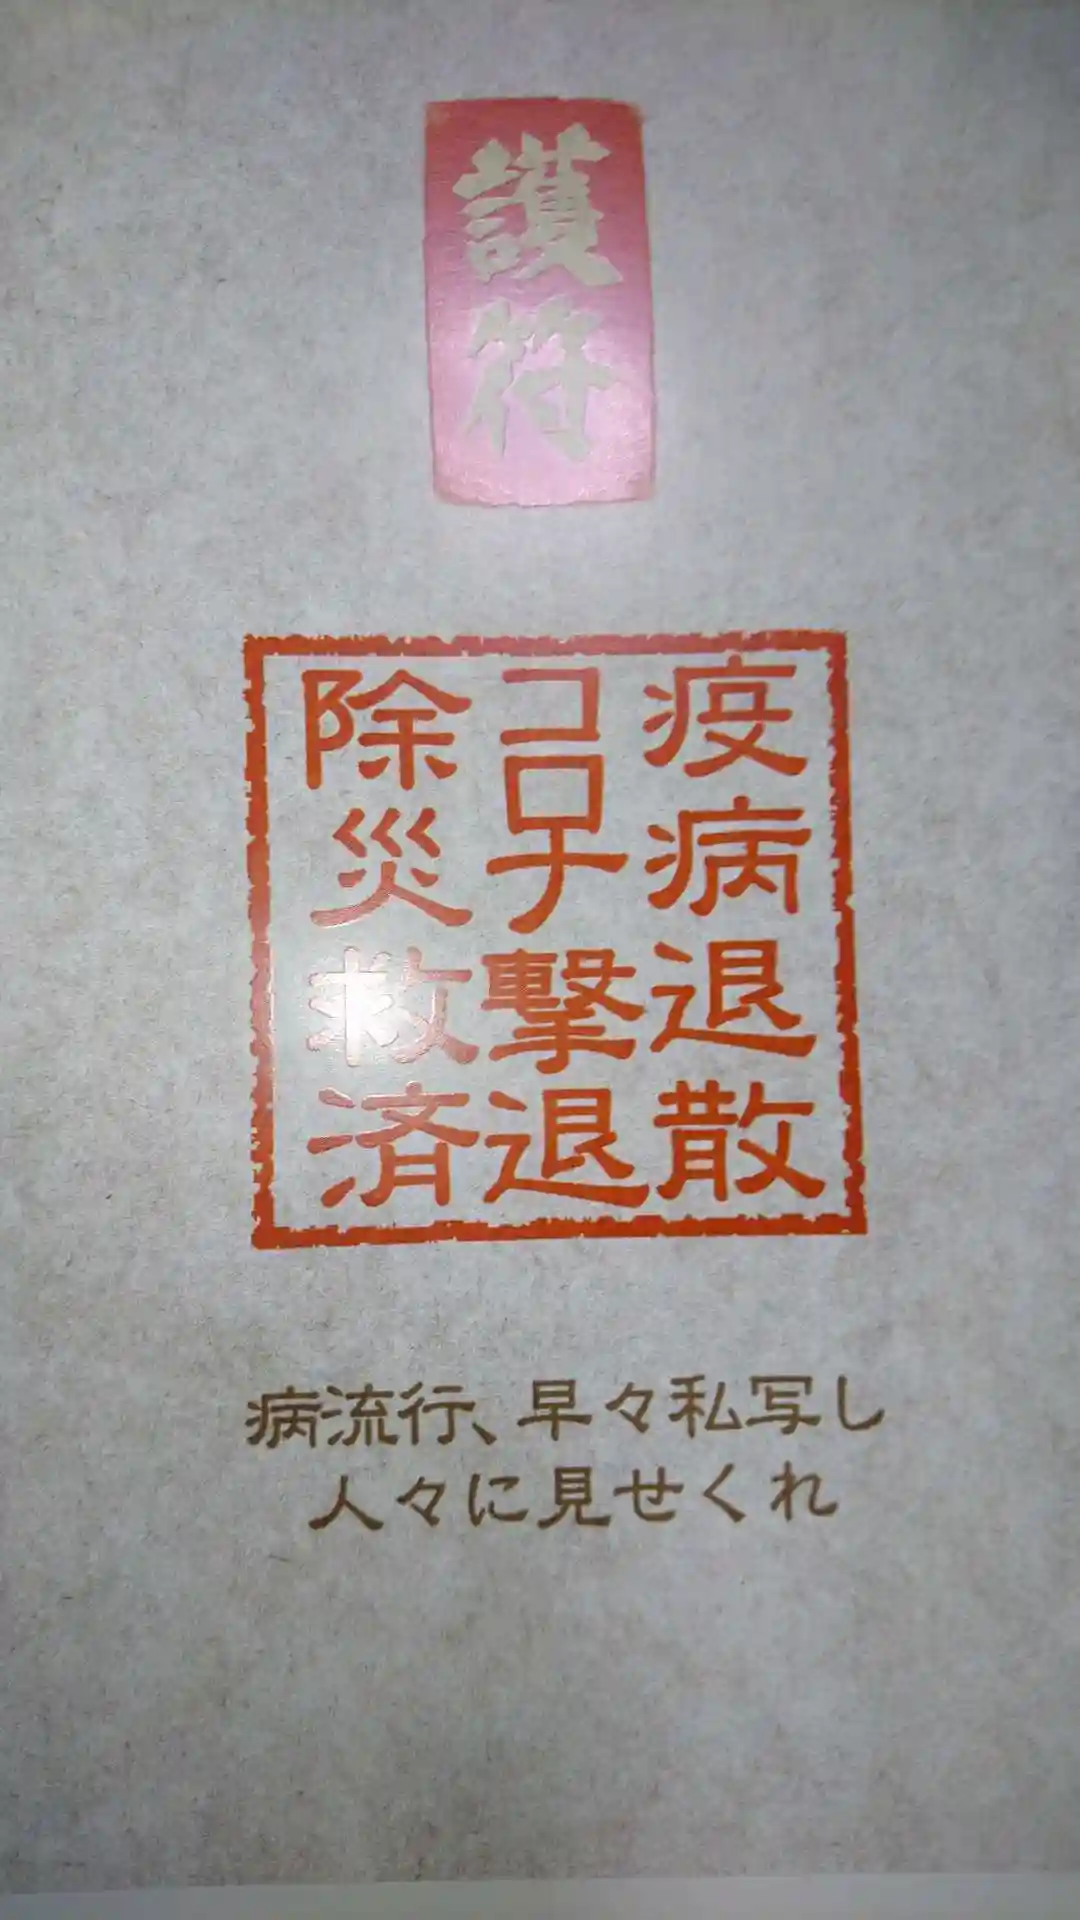 護符
疫病退散
コロナ撃退
除災救済
病流行、早々私写し
人々に見せくれ